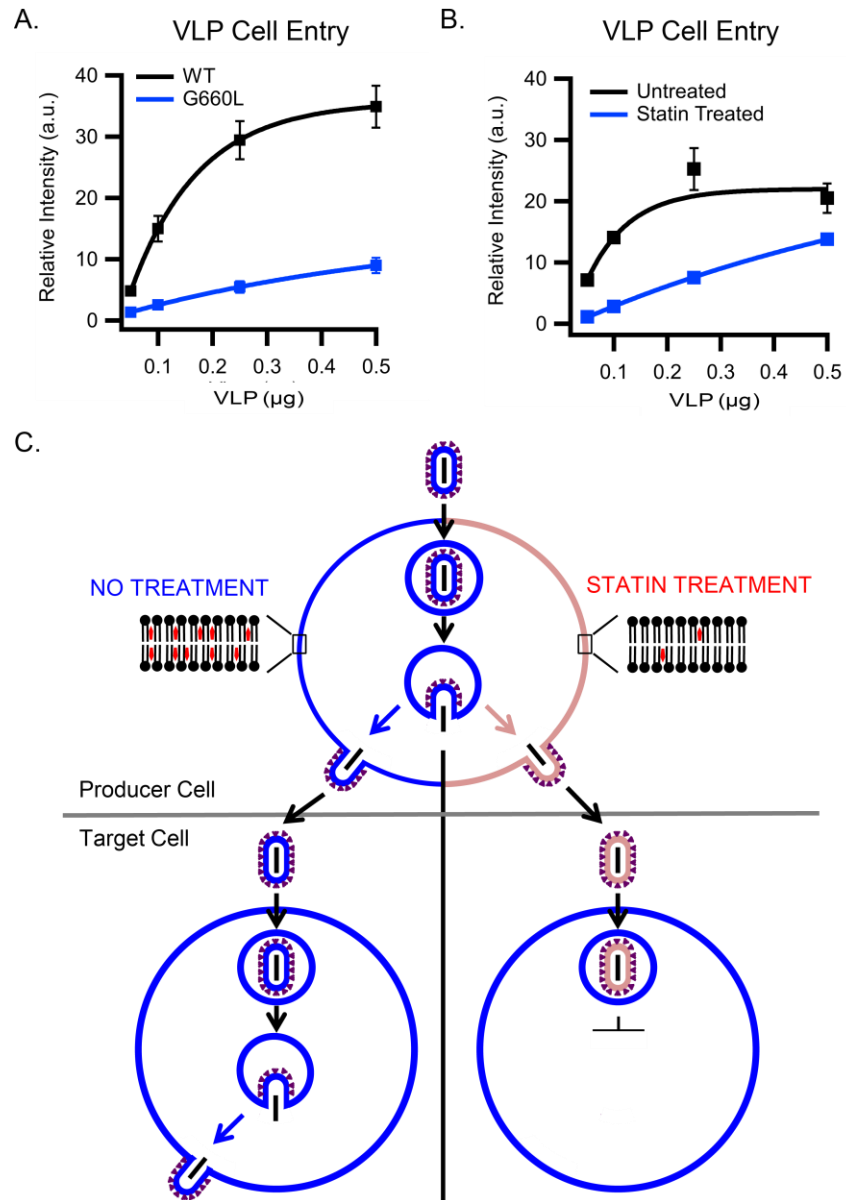 A.
VLP Cell Entry
WT
G660L
Relative Intensity (a.u.)
40
30
20
10
0
0.1
0.2
0.3
0.4
0.5
VLP (µg)
B.
VLP Cell Entry
Untreated
Statin Treated
Relative Intensity (a.u.)
40
30
20
10
0
0.1
0.2
0.3
0.4
0.5
VLP (µg)
C.
NO TREATMENT
STATIN TREATMENT
Producer Cell
Target Cell